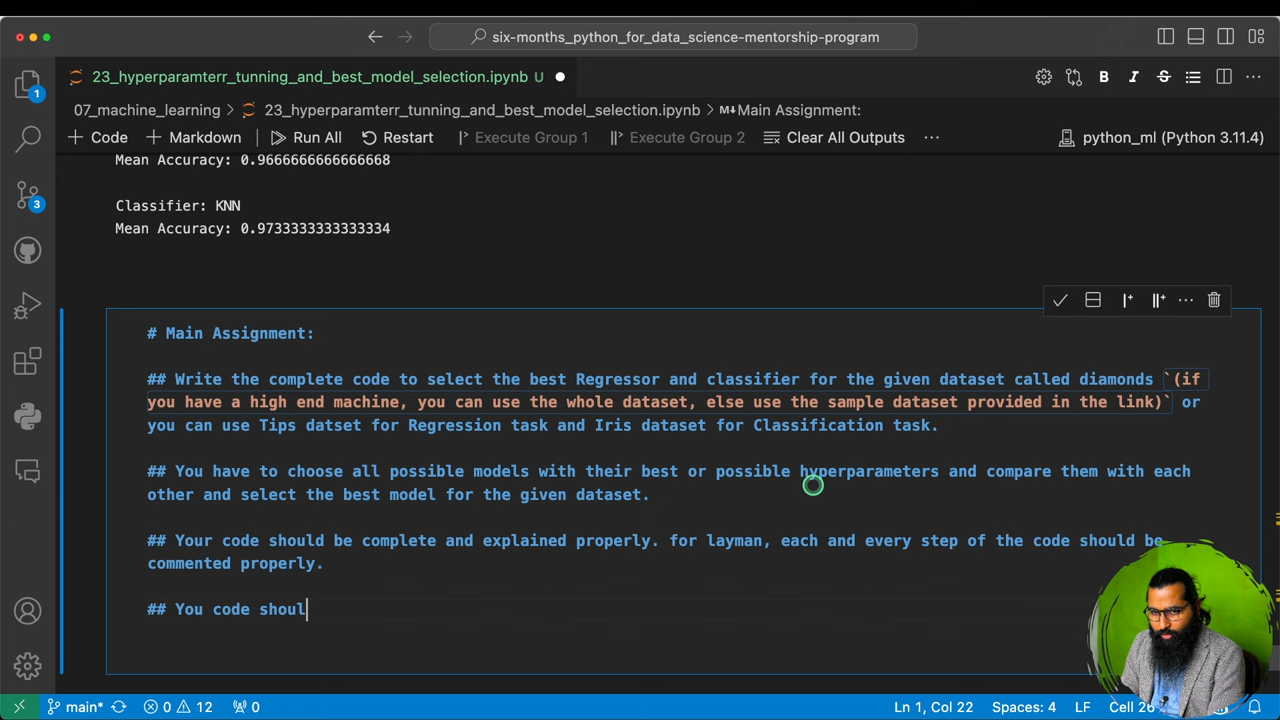 six-months_python_for_data_science-mentorship-program
23_hyperparamterr_tunning_and_best_model_selection.ipynb U
07_machine_learning > 23_hyperparamterr_tunning_and_best_model_selection.ipynb > M↓Main Assignment:
+ Code + Markdown Run All Restart Execute Group 1 Execute Group 2 Clear All Outputs ... python_ml (Python 3.11.4)
Mean Accuracy: 0.9666666666666668
Classifier: KNN
Mean Accuracy: 0.9733333333333334
# Main Assignment:
## Write the complete code to select the best Regressor and classifier for the given dataset called diamonds `(if
you have a high end machine, you can use the whole dataset, else use the sample dataset provided in the link)` or
you can use Tips datset for Regression task and Iris dataset for Classification task.
## You have to choose all possible models with their best or possible hyperparameters and compare them with each
other and select the best model for the given dataset.
## Your code should be complete and explained properly. for layman, each and every step of the code should be
commented properly.
## You code shoul
1
3
main* 0 12 0 Ln 1, Col 22 Spaces: 4 LF Cell